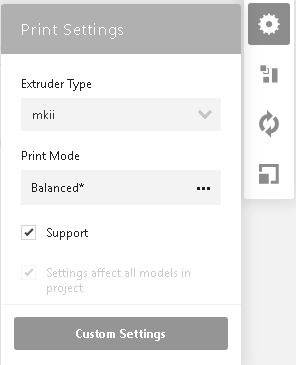 Print Settings
Extruder Type
mkii
Print Mode
Balanced*
Support
Settings affect all models in
project
Custom Settings